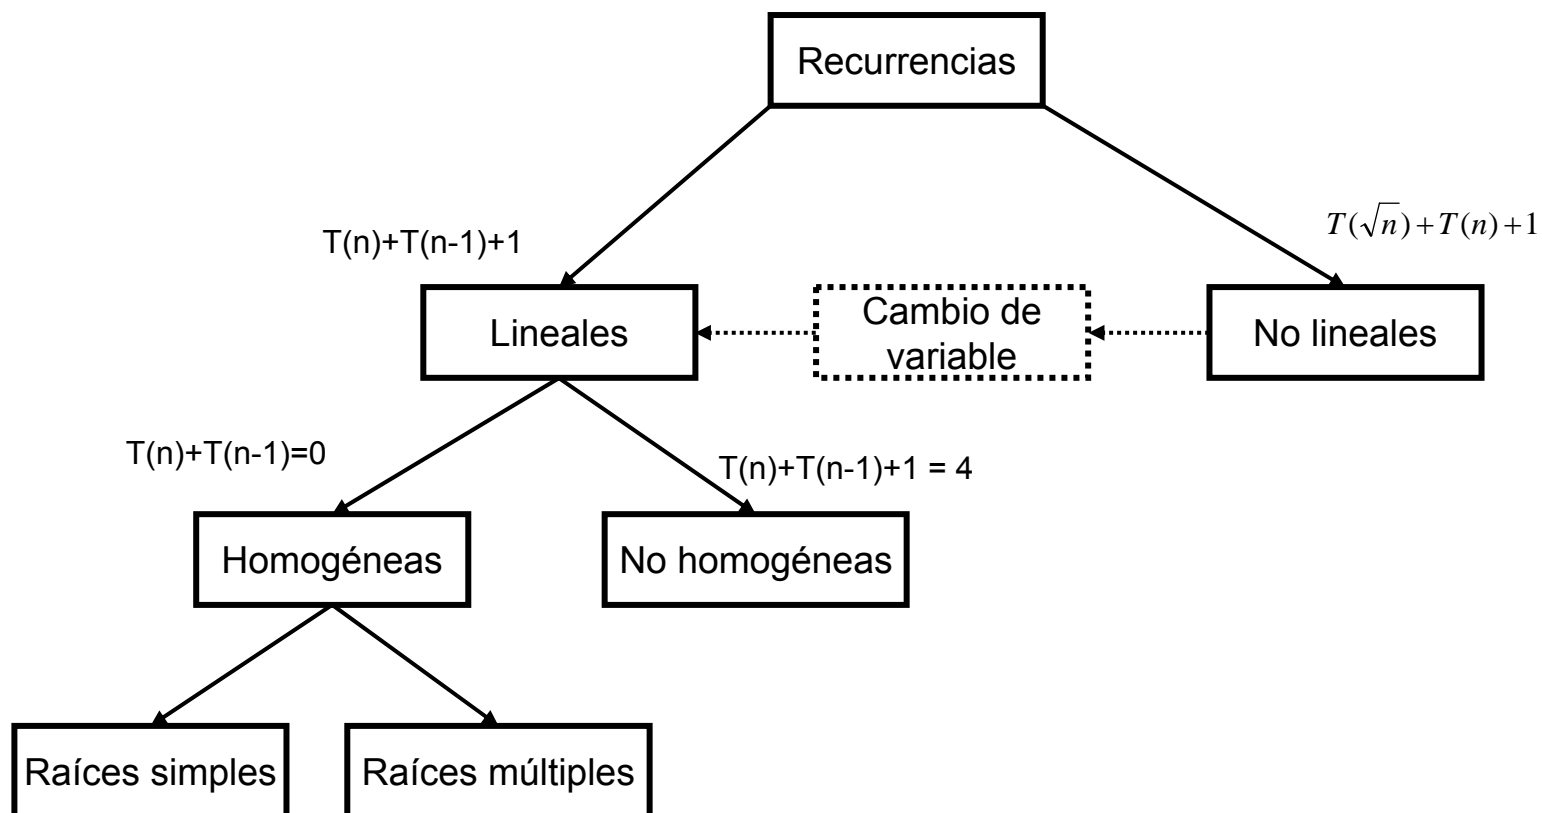 Recurrencias
T(n)+T(n-1)+1
T(√n)+T(n)+1
Lineales
Cambio de
variable
No lineales
T(n)+T(n-1)=0
T(n)+T(n-1)+1 = 4
Homogéneas
No homogéneas
Raíces simples
Raíces múltiples